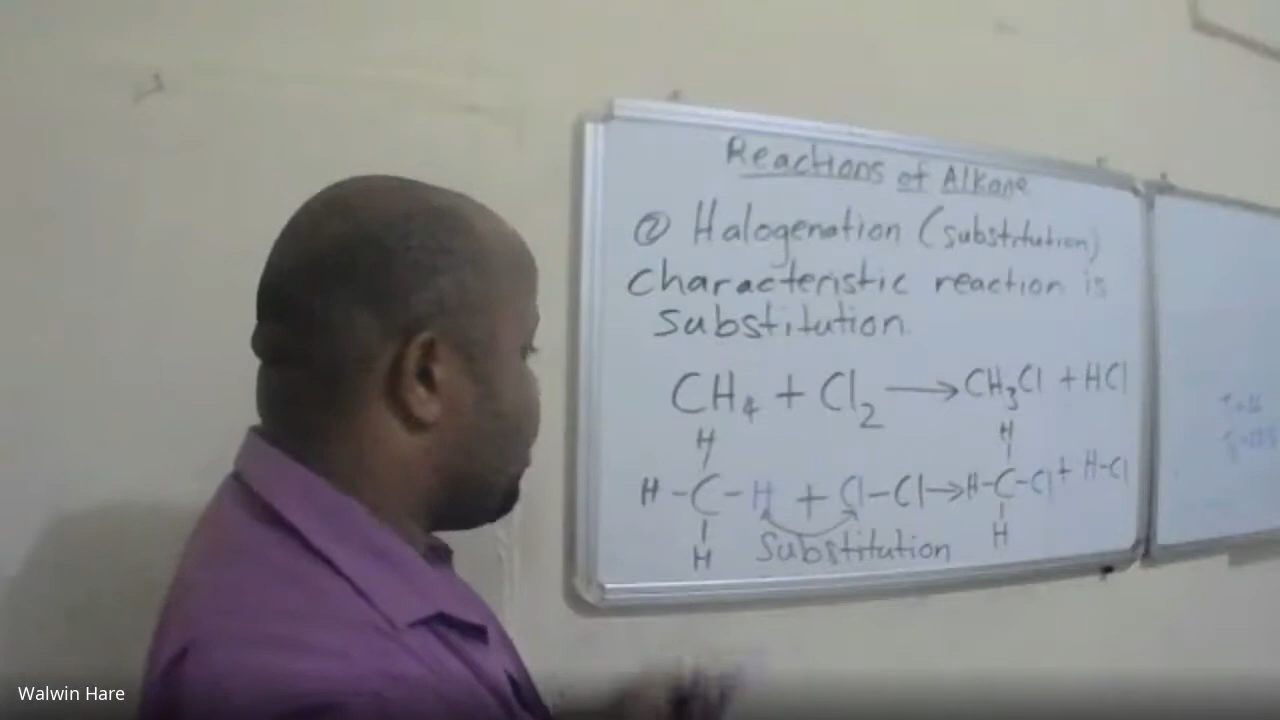 Reactions of Alkane
② Halogenation (substitution)
characteristic reaction is
substitution.
CH₄ + Cl₂ → CH₃Cl + HCl
H H
H-C-H + Cl-Cl→H-C-Cl + H-Cl
H H
Substitution
Walwin Hare